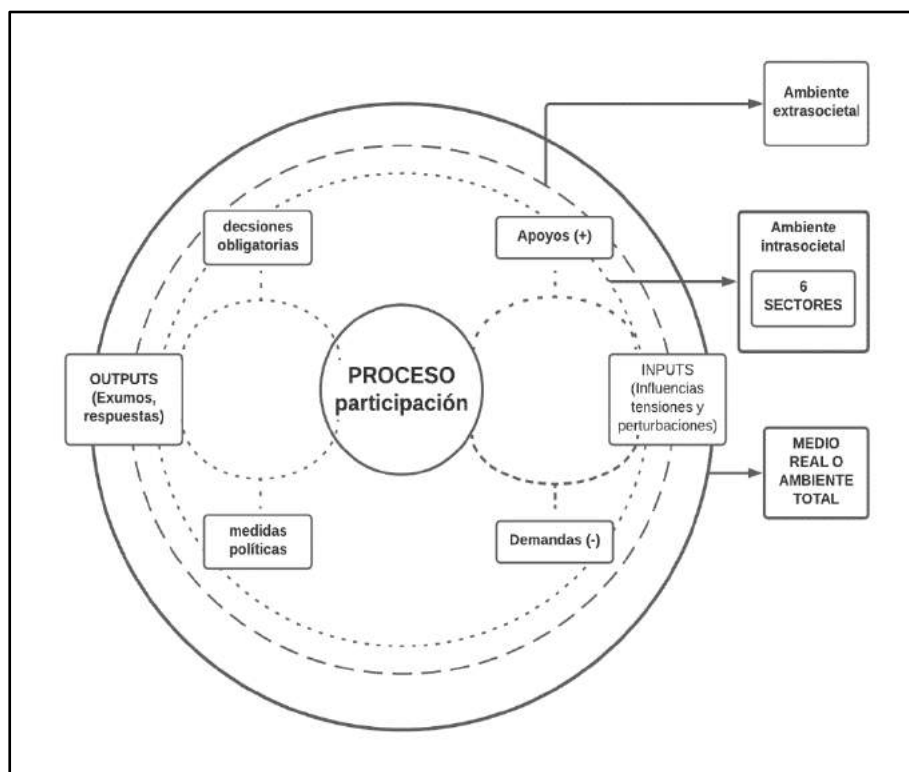 Ambiente
extrasocietal
decsiones
obligatorias
Apoyos (+)
Ambiente
intrasocietal
6
SECTORES
OUTPUTS
(Exumos,
respuestas)
PROCESO
participación
INPUTS
(Influencias
tensiones y
perturbaciones)
MEDIO
REAL O
AMBIENTE
TOTAL
medidas
políticas
Demandas (-)